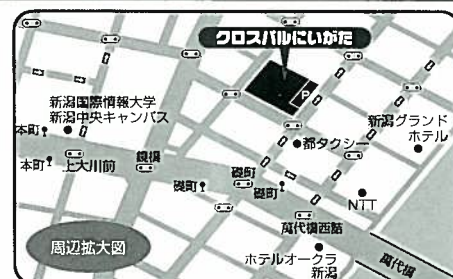 クロスパルにいがた
P
新潟国際情報大学
新潟中央キャンパス
本町
本町
上大川前
鏡橋
礎町
礎町
礎町
都タクシー
新潟グランド
ホテル
NTT
萬代橋西詰
ホテルオークラ
新潟
萬代橋
周辺拡大図